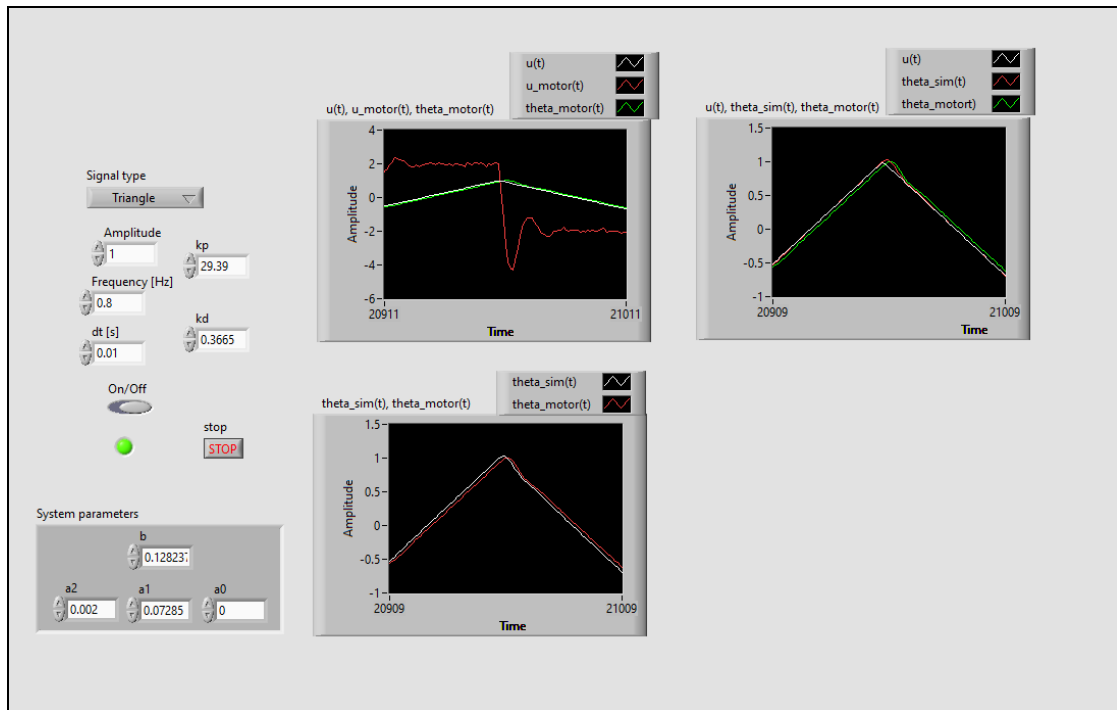 Signal type
Triangle
Amplitude
1
kp
29.39
Frequency [Hz]
0.8
kd
0.3665
dt [s]
0.01
On/Off
stop
STOP
System parameters
b
0.128237
a2
a1
a0
0.002
0.07285
0
u(t)
u_motor(t)
theta_motor(t)
u(t), u_motor(t), theta_motor(t)
Amplitude
4
2
0
-2
-4
-6
20911
21011
Time
u(t)
theta_sim(t)
theta_motort)
u(t), theta_sim(t), theta_motor(t)
Amplitude
1.5
1
0.5
0
-0.5
-1
20909
21009
Time
theta_sim(t)
theta_motor(t)
theta_sim(t), theta_motor(t)
Amplitude
1.5
1
0.5
0
-0.5
-1
20909
21009
Time